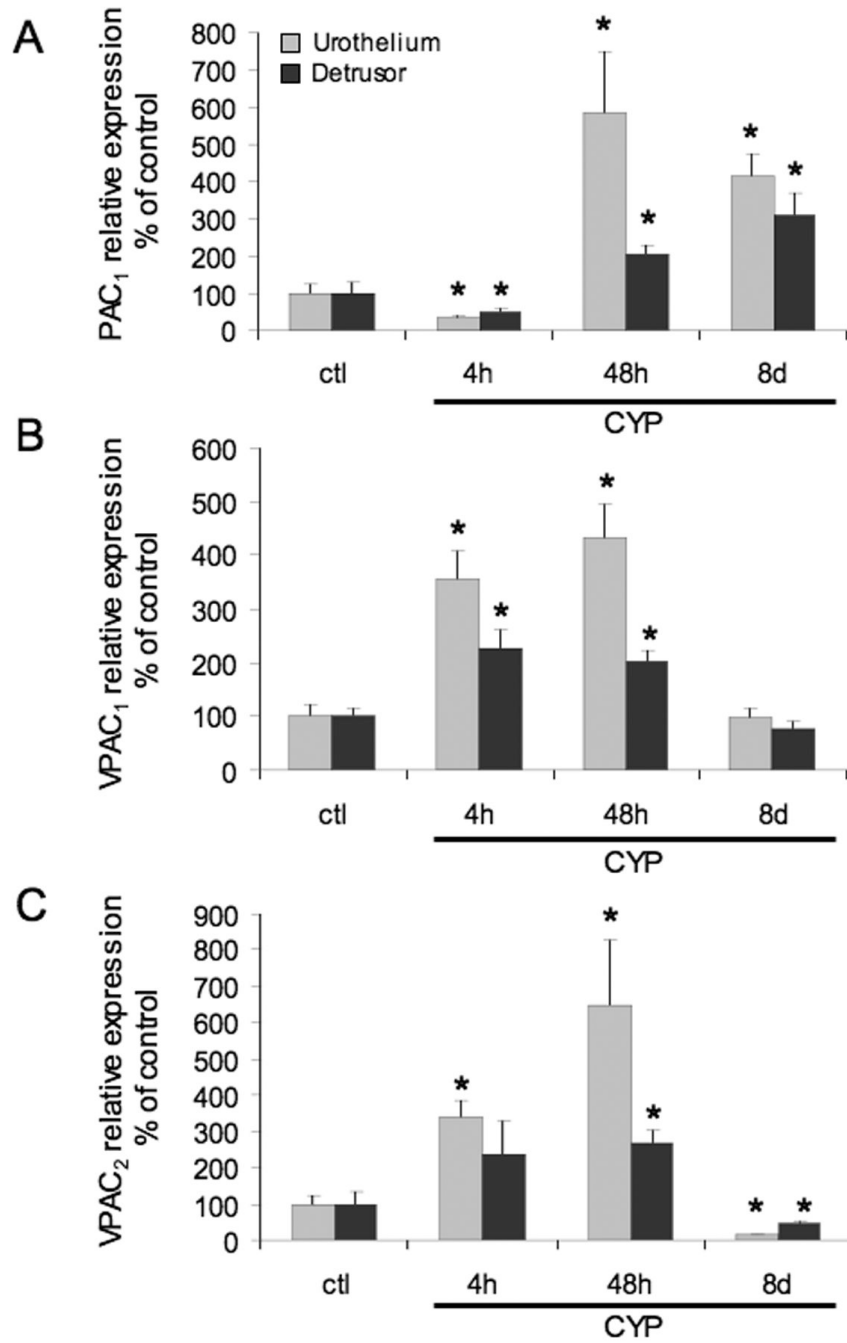 A
PAC₁ relative expression
% of control
800
700
600
500
400
300
200
100
0
Urothelium
Detrusor
*
*
*
*
*
*
ctl
4h
48h
8d
CYP
B
VPAC₁ relative expression
% of control
600
500
400
300
200
100
0
*
*
*
*
ctl
4h
48h
8d
CYP
C
VPAC₂ relative expression
% of control
900
800
700
600
500
400
300
200
100
0
*
*
*
*
*
ctl
4h
48h
8d
CYP